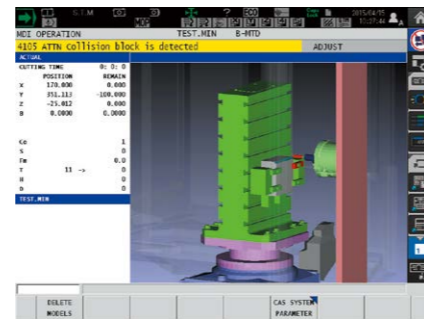 S.T.M
ECO
2015/04/15
MDI OPERATION TEST.MIN B-MTD
4105 ATTN Collision block is detected ADJUST
ACTUAL
CUTTING TIME 0: 0: 0
POSITION REMAIN
X 170.000 0.000
Y 351.113 -100.000
Z -25.012 0.000
B 0.0000 0.0000
Co 1
S 0
Fm 0.0
T 11 -> 0
H 0
D 0
TEST.MIN
DELETE MODELS
CAS SYSTEM PARAMETER